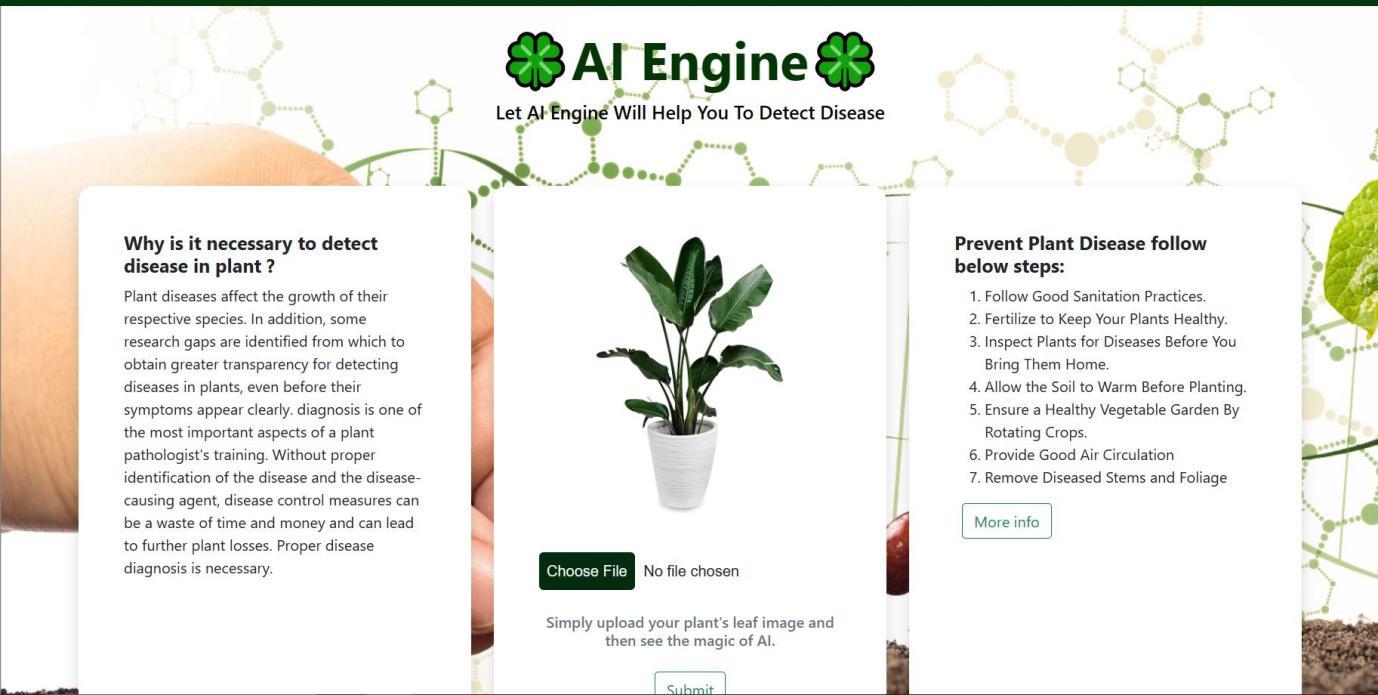 AI Engine
Let AI Engine Will Help You To Detect Disease
Why is it necessary to detect
disease in plant ?
Plant diseases affect the growth of their
respective species. In addition, some
research gaps are identified from which to
obtain greater transparency for detecting
diseases in plants, even before their
symptoms appear clearly. diagnosis is one of
the most important aspects of a plant
pathologist's training. Without proper
identification of the disease and the disease-
causing agent, disease control measures can
be a waste of time and money and can lead
to further plant losses. Proper disease
diagnosis is necessary.
Choose File No file chosen
Simply upload your plant's leaf image and
then see the magic of AI.
Submit
Prevent Plant Disease follow
below steps:
1. Follow Good Sanitation Practices.
2. Fertilize to Keep Your Plants Healthy.
3. Inspect Plants for Diseases Before You
Bring Them Home.
4. Allow the Soil to Warm Before Planting.
5. Ensure a Healthy Vegetable Garden By
Rotating Crops.
6. Provide Good Air Circulation
7. Remove Diseased Stems and Foliage
More info